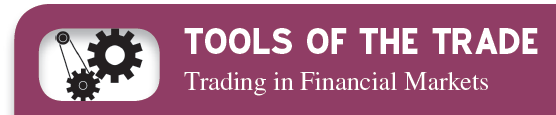 TOOLS OF THE TRADE
Trading in Financial Markets